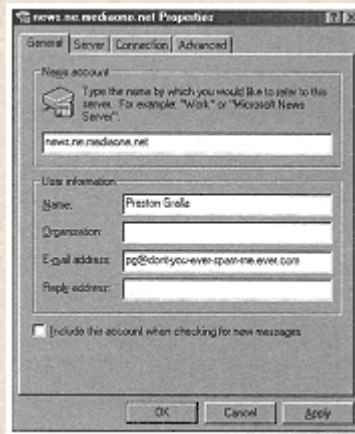 news.ne.mediaone.net Properties
General Server Connection Advanced
News account
Type the name by which you would like to refer to this
server. For example: "Work" or "Microsoft News
Server".
news.ne.mediaone.net
User information
Name: Preston Gralla
Organization:
E-mail address: pg@dont-you-ever-spam-me.ever.com
Reply address:
Include this account when checking for new messages
OK Cancel Apply